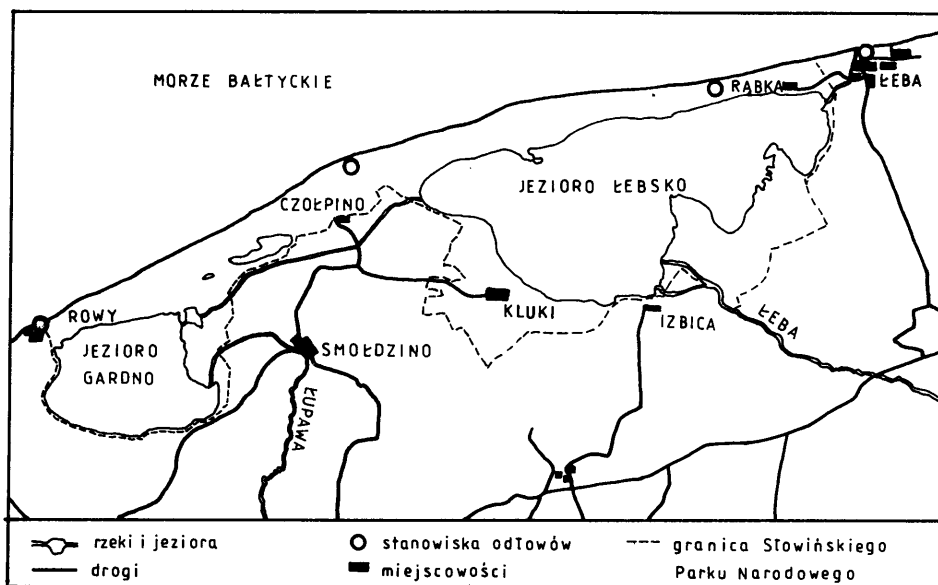 MORZE BAŁTYCKIE
RĄBKA
ŁEBA
JEZIORO ŁEBSKO
CZOŁPINO
ROWY
KLUKI
IZBICA
ŁEBA
JEZIORO
GARDNO
SMOŁDZINO
ŁUPAWA
rzeki i jeziora
stanowiska odłowów
granica Słowińskiego
drogi
miejscowości
Parku Narodowego